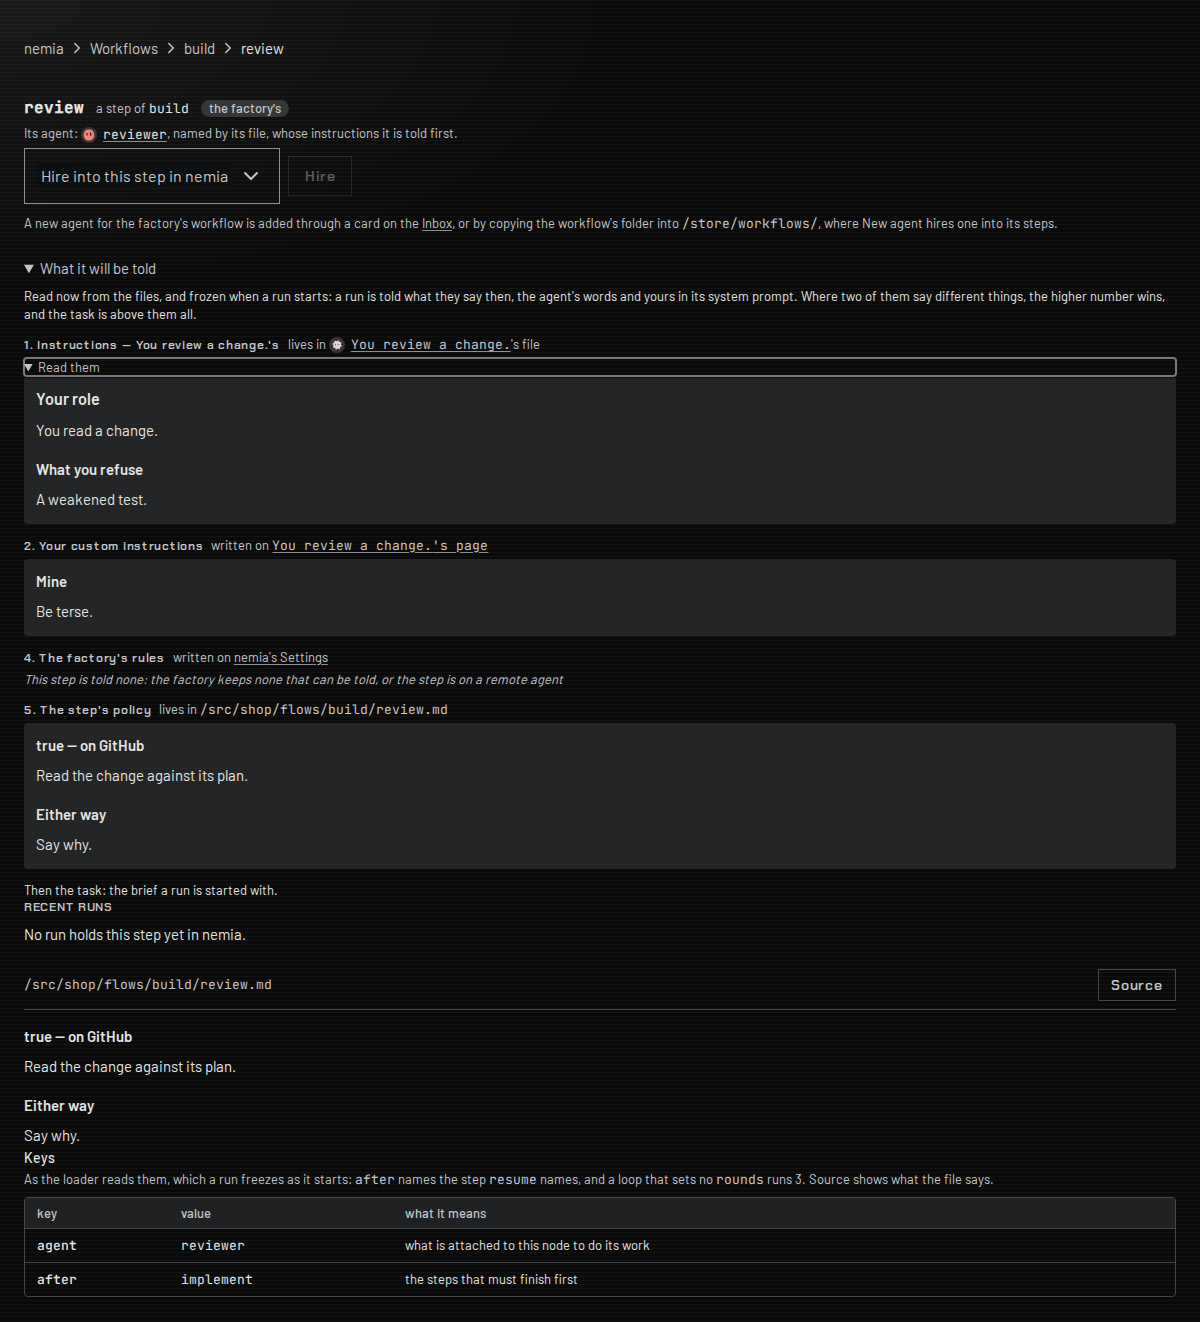 nemia > Workflows > build > review
review a step of build the factory's
Its agent: reviewer, named by its file, whose instructions it is told first.
Hire into this step in nemia Hire
A new agent for the factory's workflow is added through a card on the Inbox, or by copying the workflow's folder into /store/workflows/, where New agent hires one into its steps.
▼ What it will be told
Read now from the files, and frozen when a run starts: a run is told what they say then, the agent's words and yours in its system prompt. Where two of them say different things, the higher number wins,
and the task is above them all.
1. Instructions — You review a change.'s lives in You review a change.'s file
▼ Read them
Your role
You read a change.
What you refuse
A weakened test.
2. Your custom instructions written on You review a change.'s page
Mine
Be terse.
4. The factory's rules written on nemia's Settings
This step is told none: the factory keeps none that can be told, or the step is on a remote agent
5. The step's policy lives in /src/shop/flows/build/review.md
true — on GitHub
Read the change against its plan.
Either way
Say why.
Then the task: the brief a run is started with.
RECENT RUNS
No run holds this step yet in nemia.
/src/shop/flows/build/review.md Source
true — on GitHub
Read the change against its plan.
Either way
Say why.
Keys
As the loader reads them, which a run freezes as it starts: after names the step resume names, and a loop that sets no rounds runs 3. Source shows what the file says.
key value what it means
agent reviewer what is attached to this node to do its work
after implement the steps that must finish first